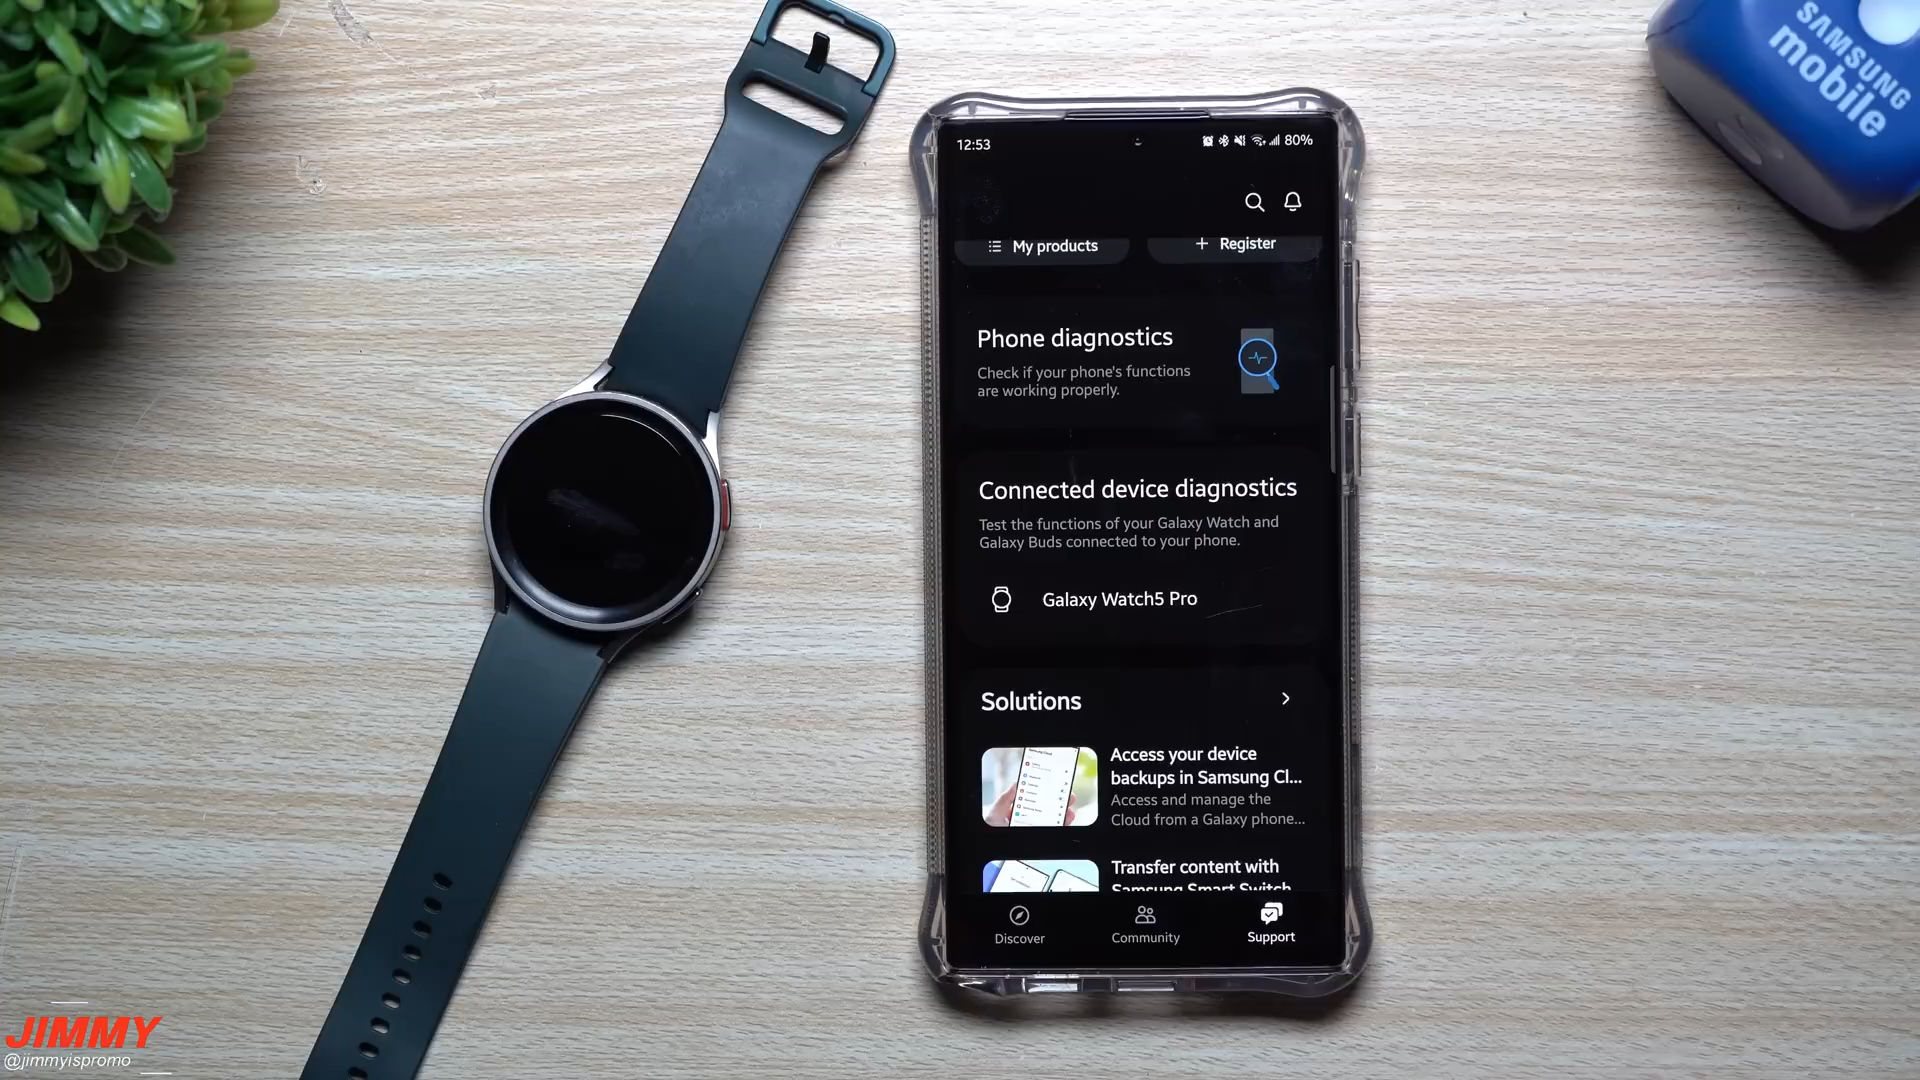 SAMSUNG
mobile
12:53
80%
My products
+ Register
Phone diagnostics
Check if your phone's functions
are working properly.
Connected device diagnostics
Test the functions of your Galaxy Watch and
Galaxy Buds connected to your phone.
Galaxy Watch5 Pro
Solutions
Access your device
backups in Samsung Cl...
Access and manage the
Cloud from a Galaxy phone...
Transfer content with
Samsung Smart Switch
Discover
Community
Support
JIMMY
@jimmyispromo